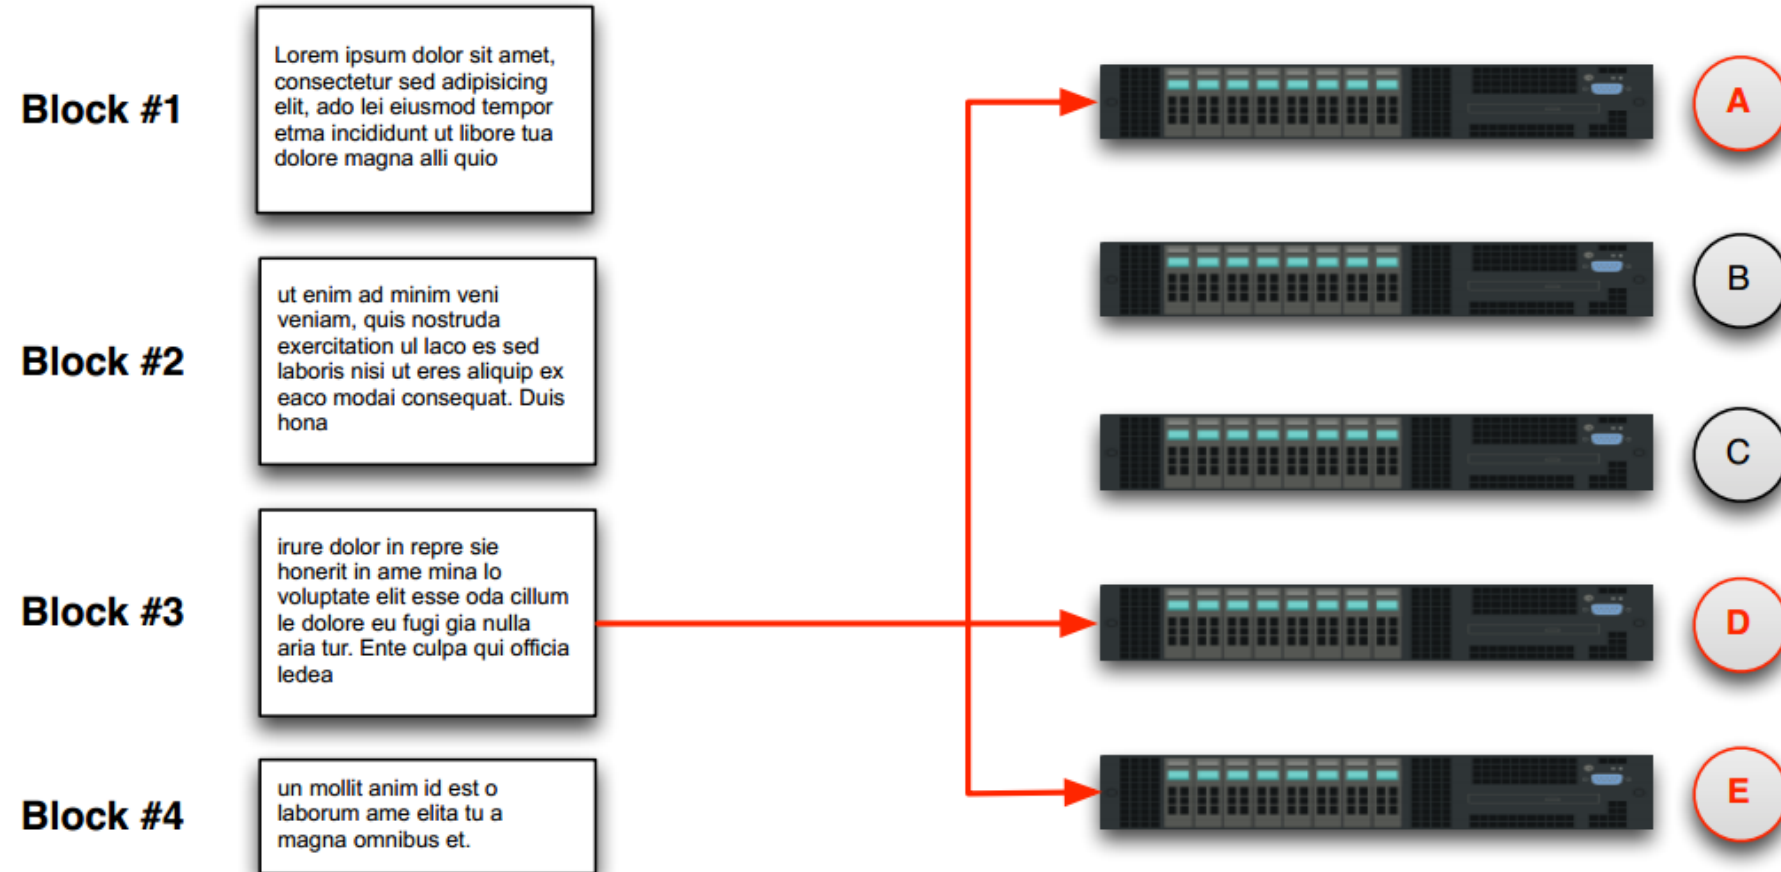 Block #1
Lorem ipsum dolor sit amet,
consectetur sed adipisicing
elit, ado lei eiusmod tempor
etma incididunt ut libore tua
dolore magna alli quio
A
B
Block #2
ut enim ad minim veni
veniam, quis nostruda
exercitation ul laco es sed
laboris nisi ut eres aliquip ex
eaco modai consequat. Duis
hona
C
Block #3
irure dolor in repre sie
honerit in ame mina lo
voluptate elit esse oda cillum
le dolore eu fugi gia nulla
aria tur. Ente culpa qui officia
ledea
D
Block #4
un mollit anim id est o
laborum ame elita tu a
magna omnibus et.
E